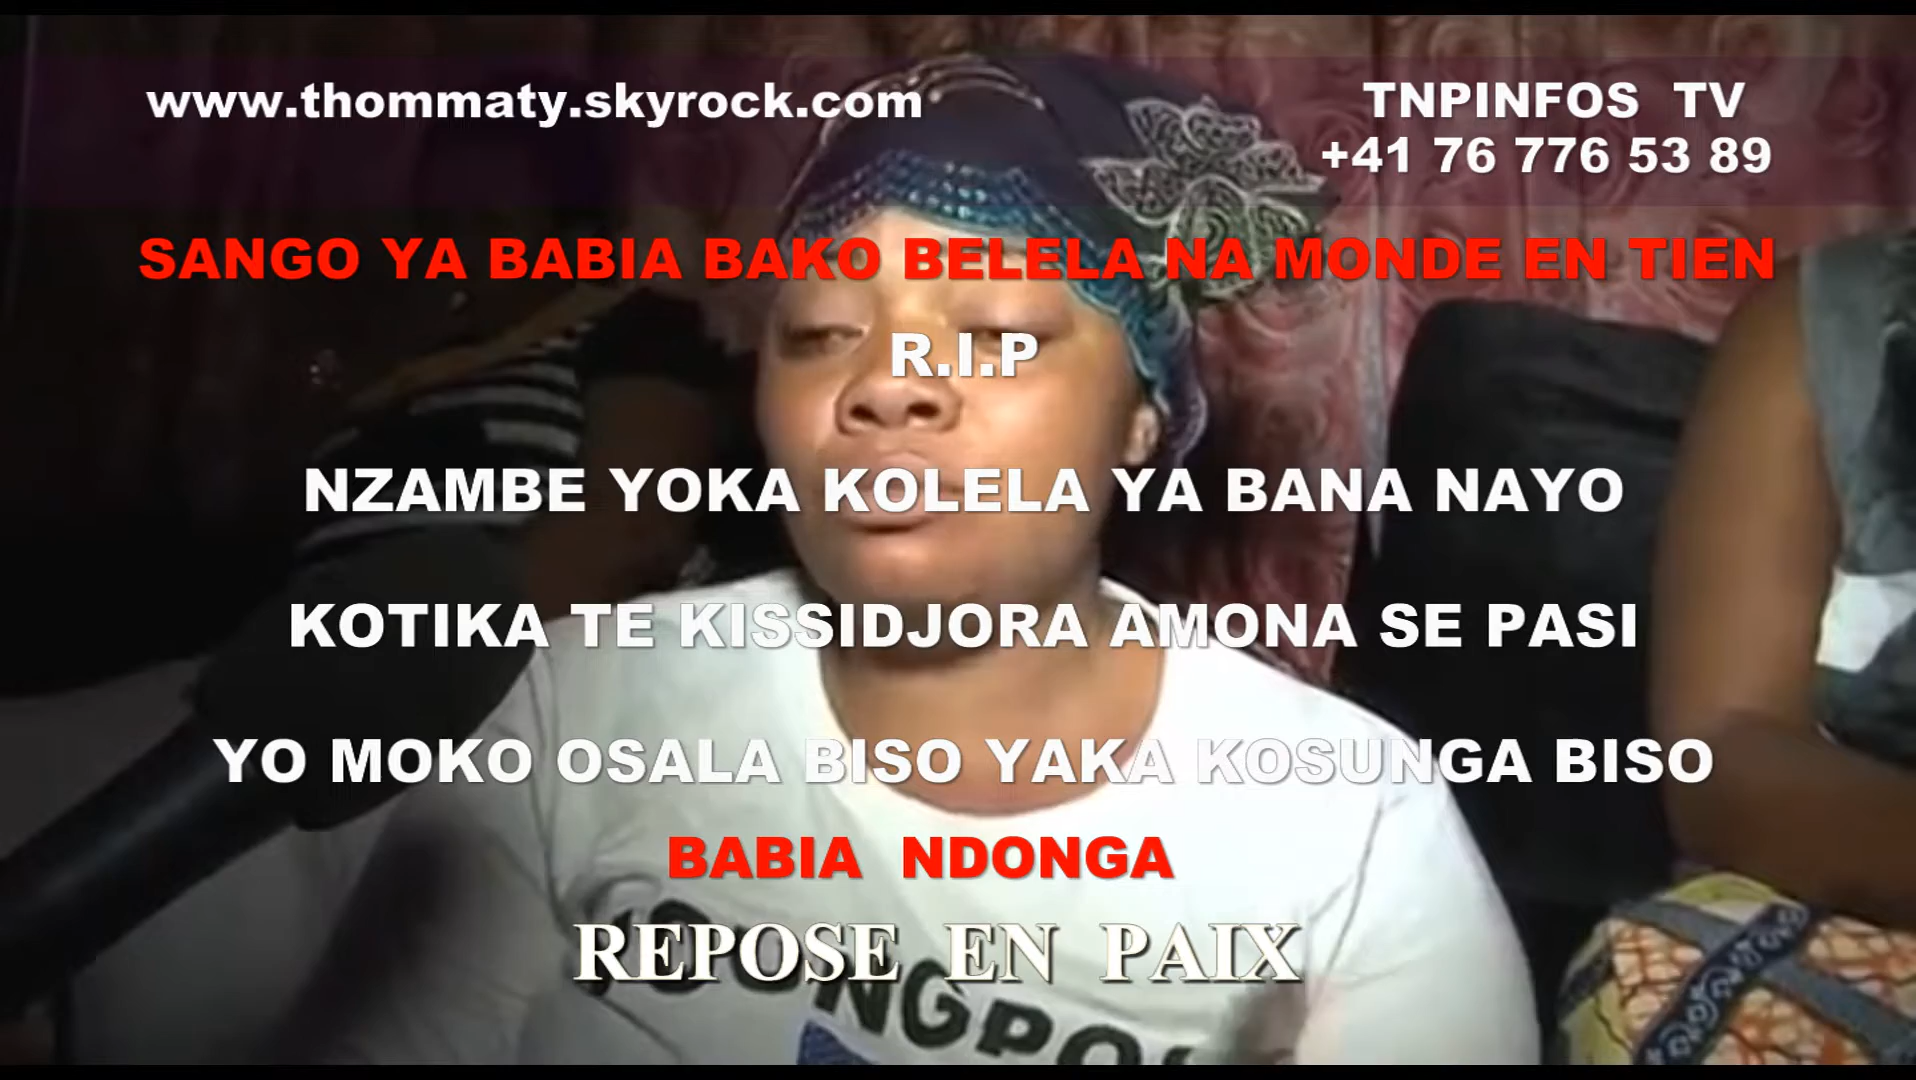 www.thommaty.skyrock.com
TNPINFOS TV
+41 76 776 53 89
SANGO YA BABIA BAKO BELELA NA MONDE EN TIEN
R.I.P
NZAMBE YOKA KOLELA YA BANA NAYO
KOTIKA TE KISSIDJORA AMONA SE PASI
YO MOKO OSALA BISO YAKA KOSUNGA BISO
BABIA NDONGA
REPOSE EN PAIX